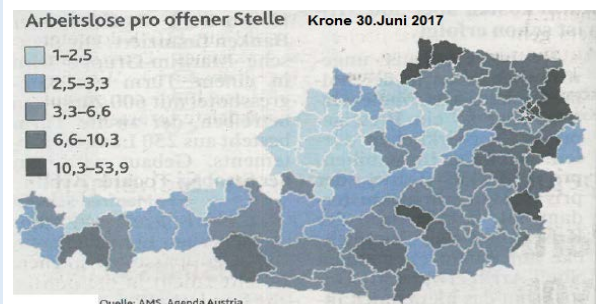 Arbeitslose pro offener Stelle Krone 30.Juni 2017
1–2,5
2,5–3,3
3,3–6,6
6,6–10,3
10,3–53,9
Quelle: AMS, Agenda Austria